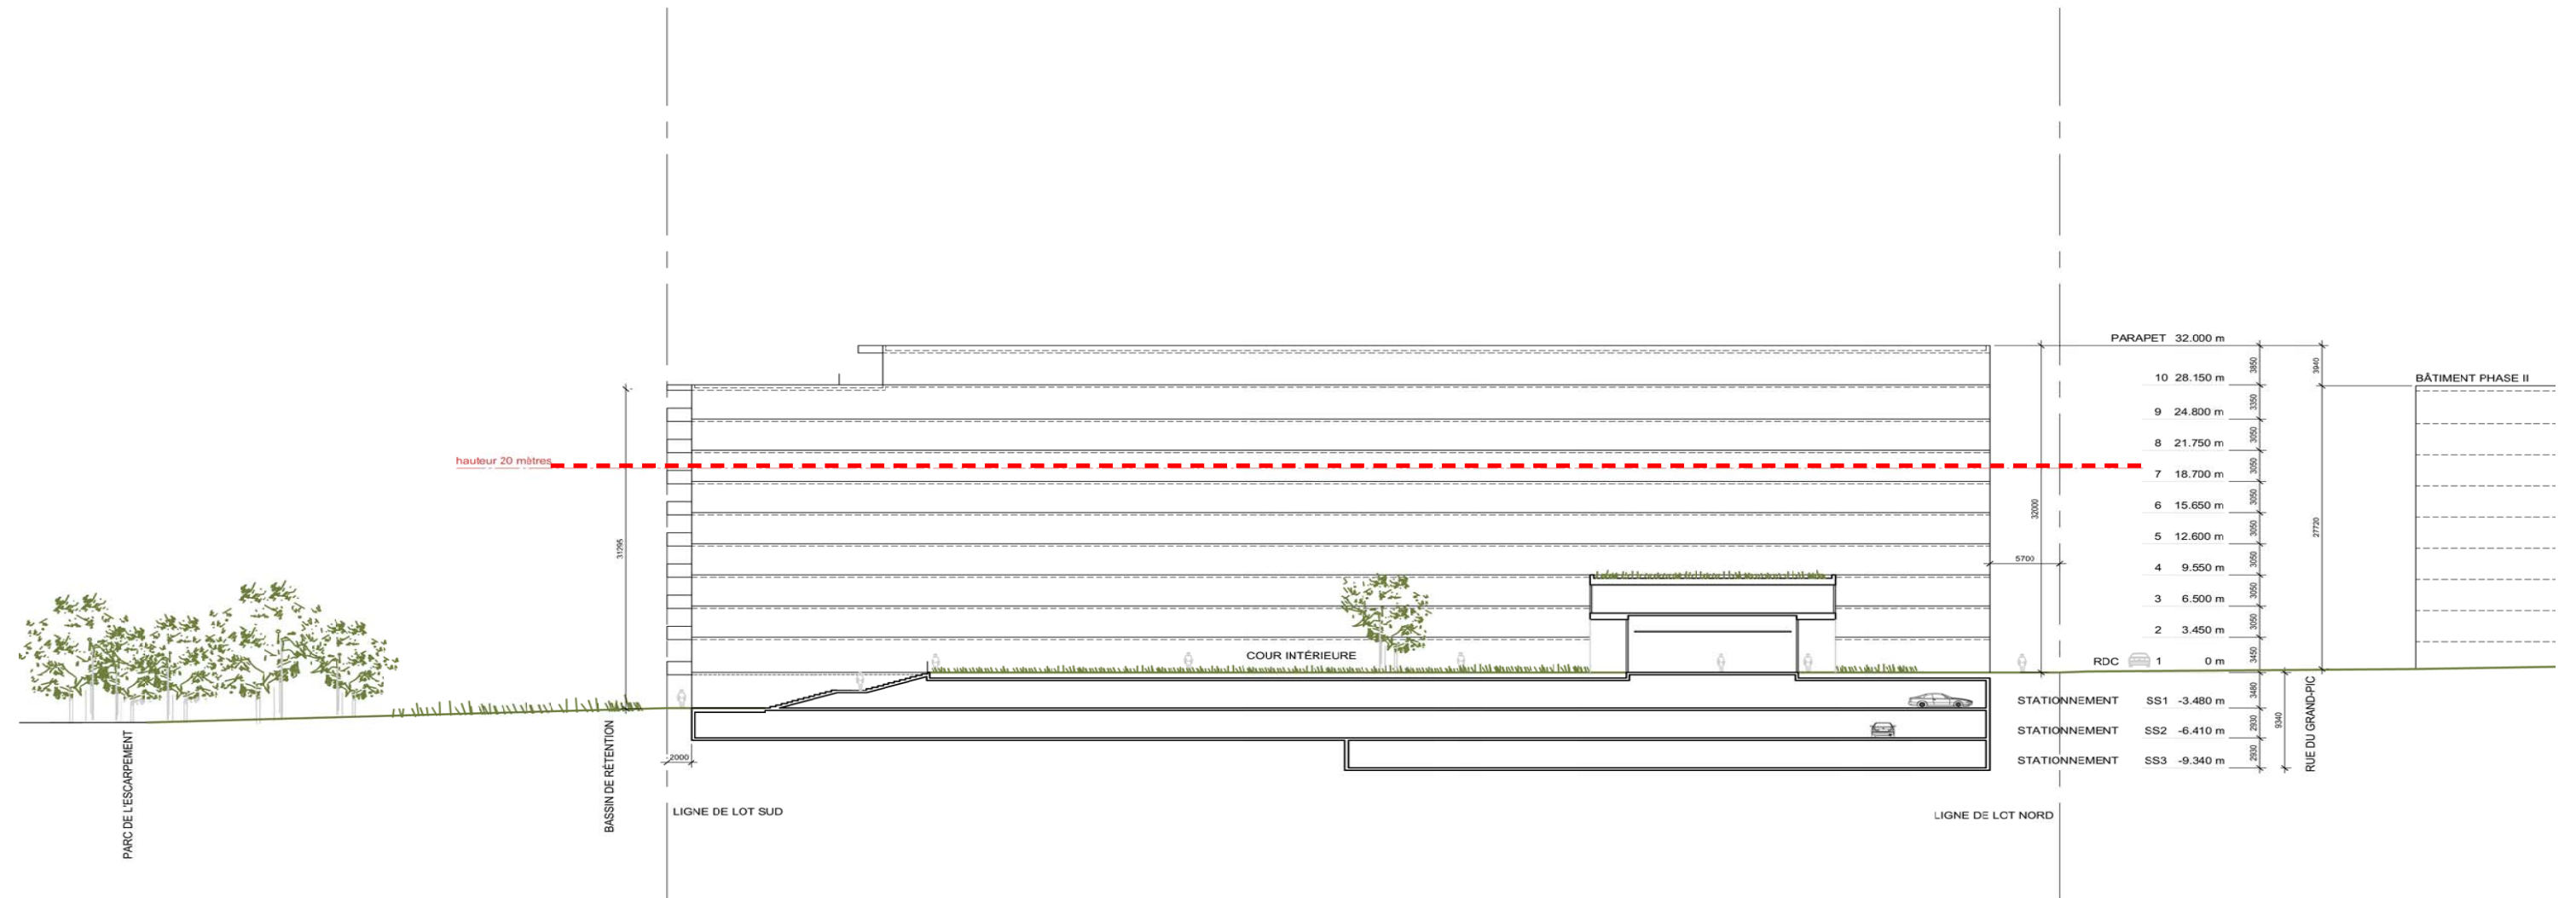 PARAPET 32.000 m
10 28.150 m
9 24.800 m
8 21.750 m
7 18.700 m
6 15.650 m
5 12.600 m
4 9.550 m
3 6.500 m
2 3.450 m
RDC 1 0 m
STATIONNEMENT SS1 -3.480 m
STATIONNEMENT SS2 -6.410 m
STATIONNEMENT SS3 -9.340 m
3850
3350
3050
3050
3050
3050
3050
3050
3050
3450
3480
2930
2930
3940
27720
9340
32000
5700
31295
2000
BÂTIMENT PHASE II
hauteur 20 mètres
COUR INTÉRIEURE
PARC DE L'ESCARPEMENT
BASSIN DE RÉTENTION
RUE DU GRAND-PIC
LIGNE DE LOT SUD
LIGNE DE LOT NORD